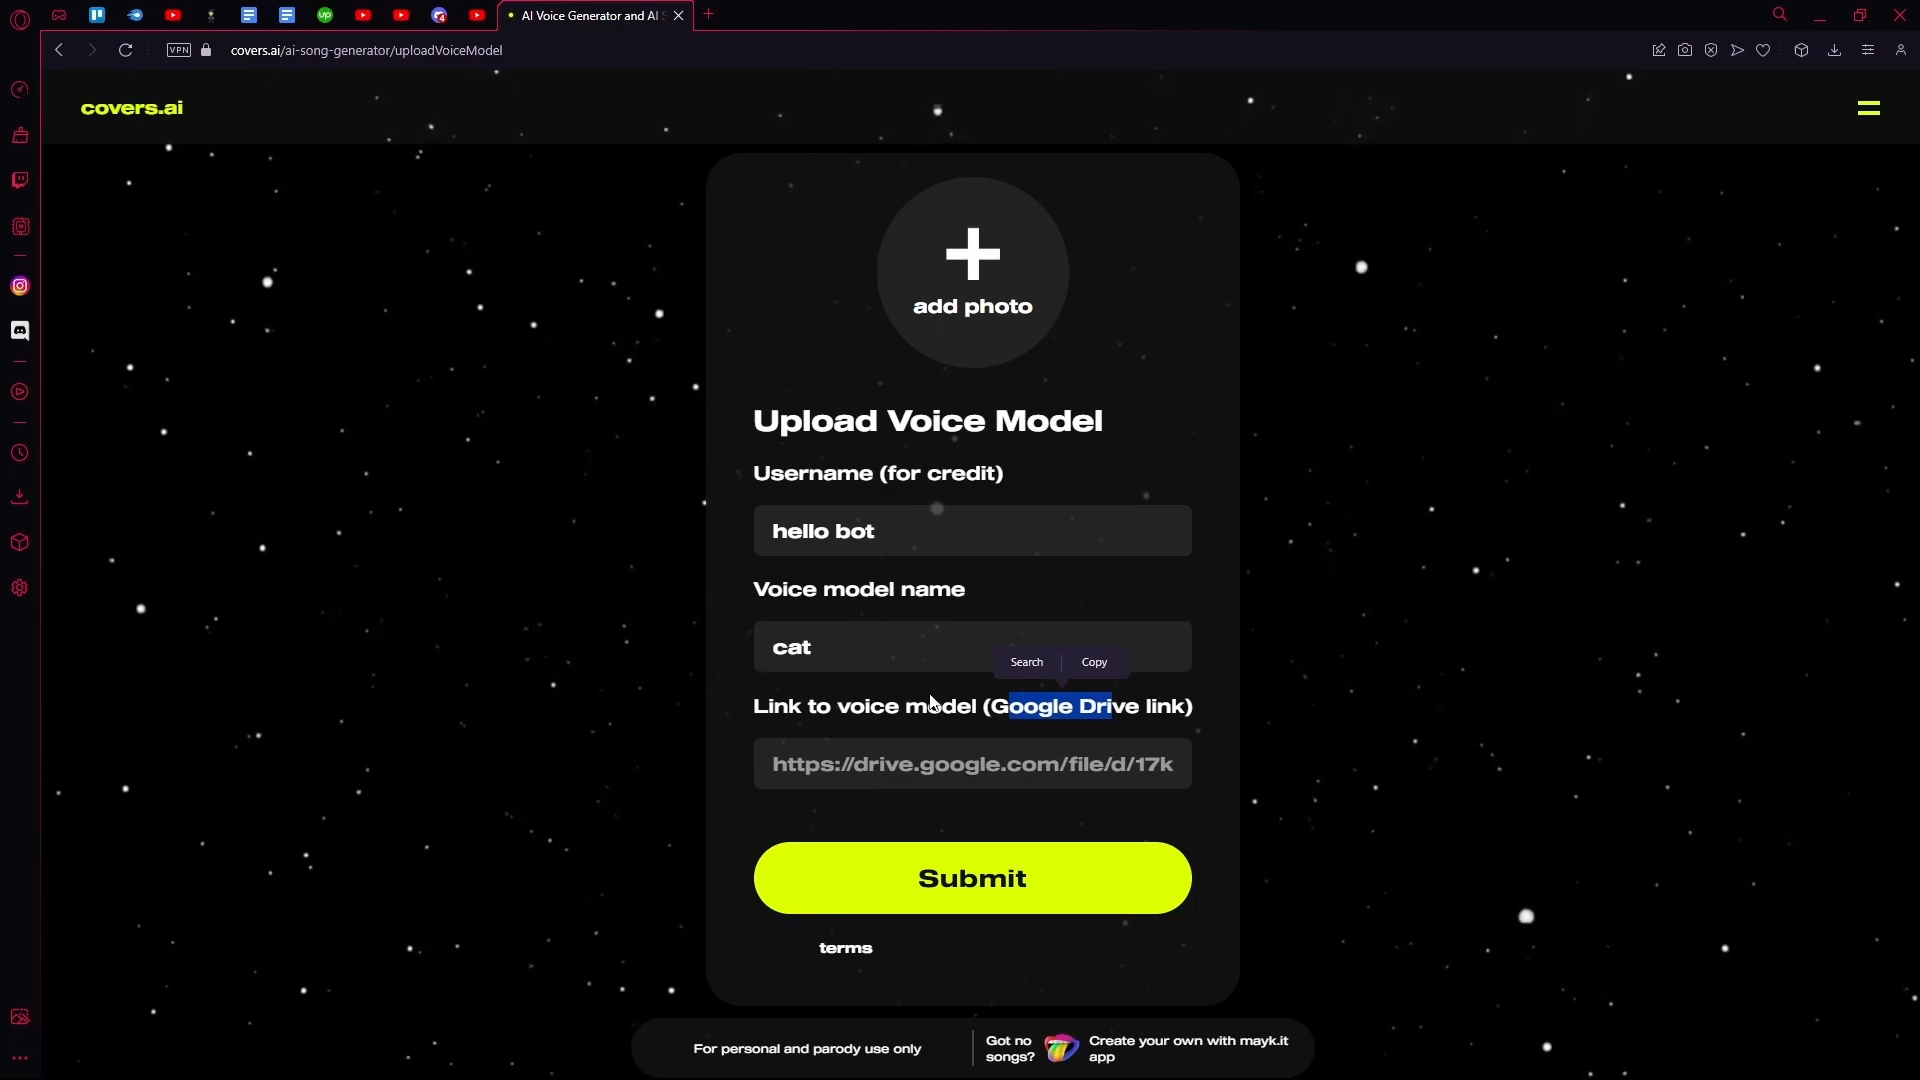 AI Voice Generator and AI S
VPN
covers.ai/ai-song-generator/uploadVoiceModel
covers.ai
add photo
Upload Voice Model
Username (for credit)
hello bot
Voice model name
cat
Search
Copy
Link to voice model (Google Drive link)
https://drive.google.com/file/d/17k
Submit
terms
For personal and parody use only
Got no
songs?
Create your own with mayk.it
app